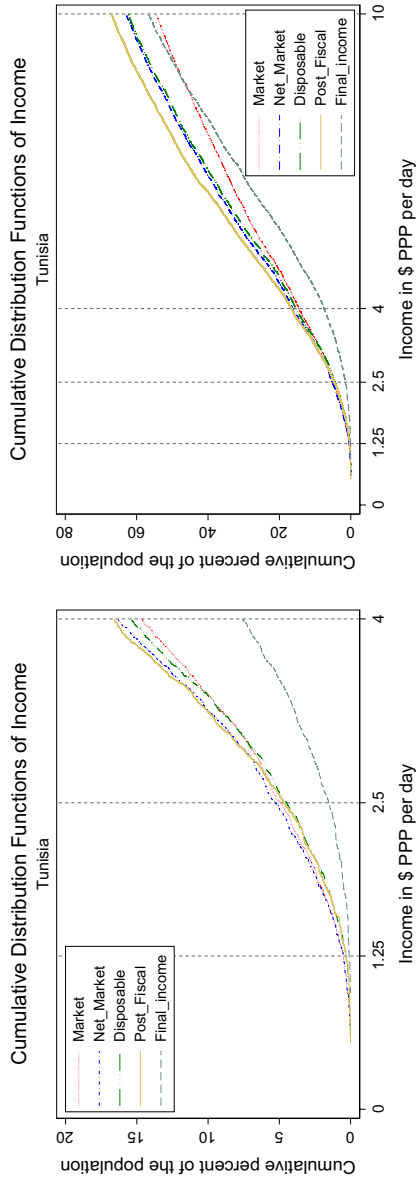 Cumulative Distribution Functions of Income
Tunisia
Cumulative percent of the population
20
15
10
5
0
Market
Net_Market
Disposable
Post_Fiscal
Final_income
0
1.25
2.5
4
Income in $ PPP per day
Cumulative Distribution Functions of Income
Tunisia
Cumulative percent of the population
80
60
40
20
0
Market
Net_Market
Disposable
Post_Fiscal
Final_income
0
1.25
2.5
4
10
Income in $ PPP per day